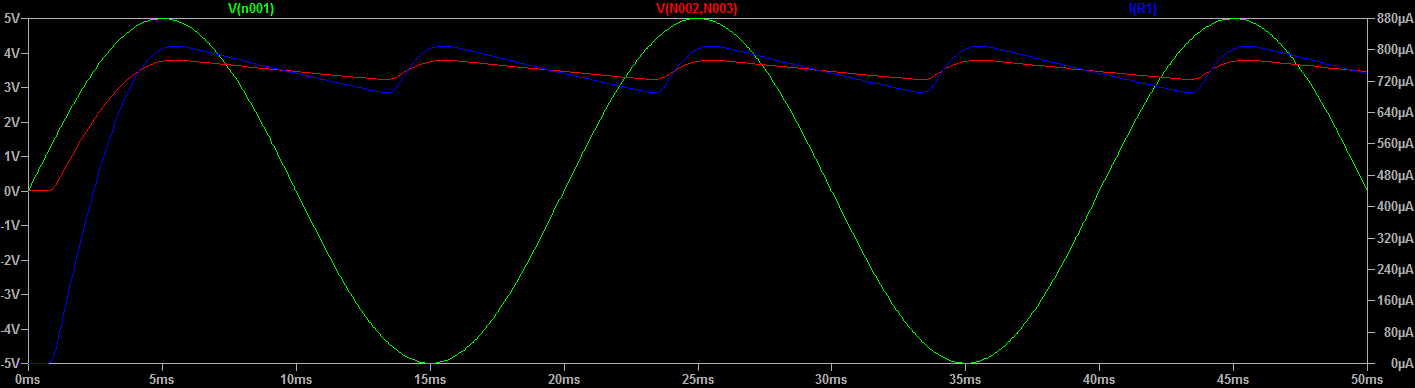 V(n001) V(N002,N003) I(R1)
5V 880µA
4V 800µA
3V 720µA
2V 640µA
1V 560µA
0V 480µA
-1V 400µA
-2V 320µA
-3V 240µA
-4V 160µA
-5V 80µA
0µA
0ms 5ms 10ms 15ms 20ms 25ms 30ms 35ms 40ms 45ms 50ms